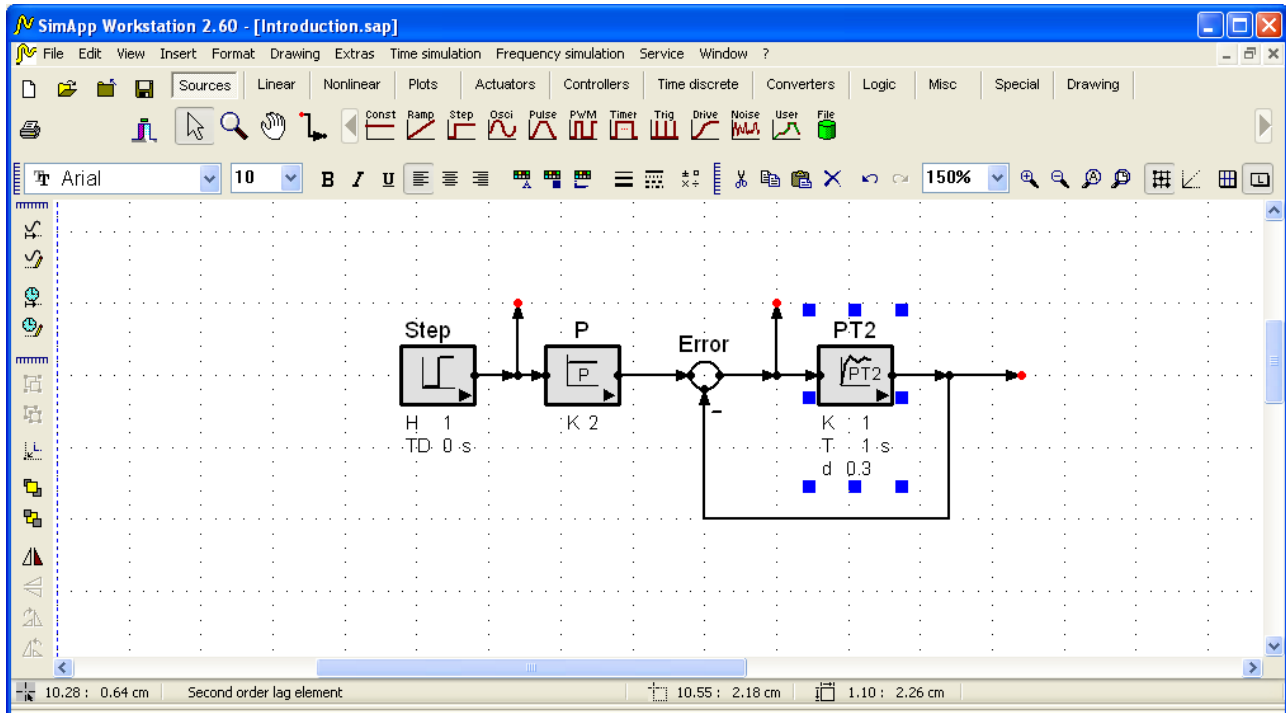 SimApp Workstation 2.60 - [Introduction.sap]
File Edit View Insert Format Drawing Extras Time simulation Frequency simulation Service Window ?
Sources Linear Nonlinear Plots Actuators Controllers Time discrete Converters Logic Misc Special Drawing
Const Ramp Step Osci Pulse PWM Timer Trig Drive Noise User File
Arial 10 B I U 150%
Step P Error PT2
P PT2
-
H 1 K 2 K 1
TD 0 s T 1 s
d 0.3
10.28 : 0.64 cm Second order lag element 10.55 : 2.18 cm 1.10 : 2.26 cm